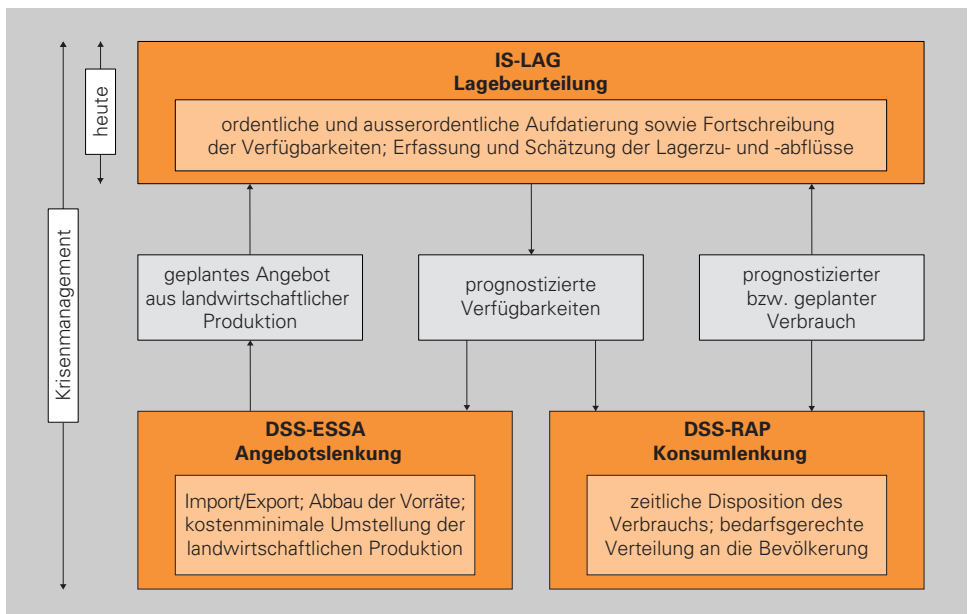 heute
Krisenmanagement
IS-LAG
Lagebeurteilung
ordentliche und ausserordentliche Aufdatierung sowie Fortschreibung
der Verfügbarkeiten; Erfassung und Schätzung der Lagerzu- und -abflüsse
geplantes Angebot
aus landwirtschaftlicher
Produktion
prognostizierte
Verfügbarkeiten
prognostizierter
bzw. geplanter
Verbrauch
DSS-ESSA
Angebotslenkung
Import/Export; Abbau der Vorräte;
kostenminimale Umstellung der
landwirtschaftlichen Produktion
DSS-RAP
Konsumlenkung
zeitliche Disposition des
Verbrauchs; bedarfsgerechte
Verteilung an die Bevölkerung